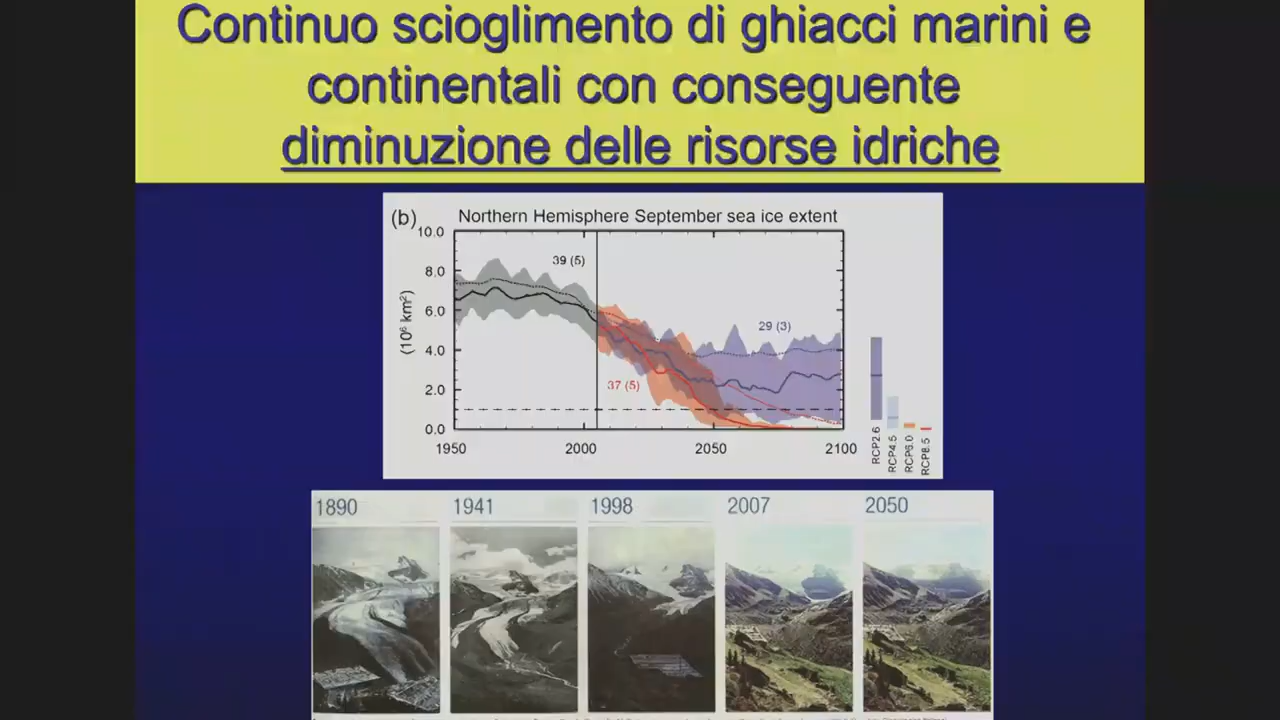 Continuo scioglimento di ghiacci marini e
continentali con conseguente
diminuzione delle risorse idriche
(b) Northern Hemisphere September sea ice extent
10.0
8.0
6.0
4.0
2.0
0.0
(10⁶ km²)
39 (5)
29 (3)
37 (5)
1950 2000 2050 2100
RCP2.6
RCP4.5
RCP6.0
RCP8.5
1890 1941 1998 2007 2050